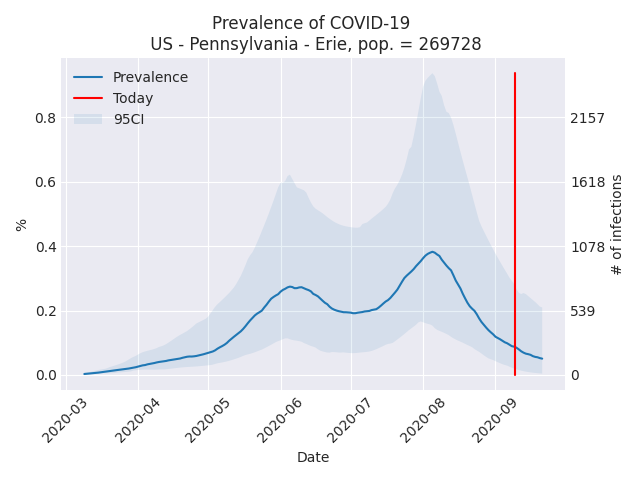 Prevalence of COVID-19
US - Pennsylvania - Erie, pop. = 269728
Prevalence
Today
95CI
0.8
0.6
0.4
0.2
0.0
%
2157
1618
1078
539
0
# of infections
2020-03
2020-04
2020-05
2020-06
2020-07
2020-08
2020-09
Date